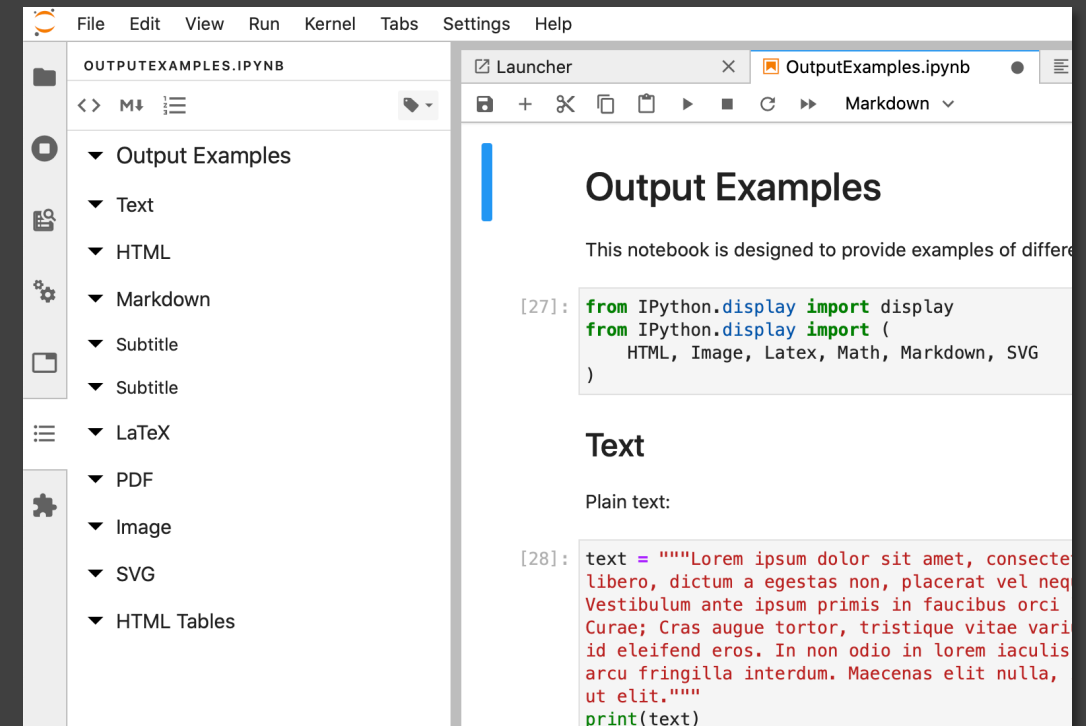 File Edit View Run Kernel Tabs Settings Help
OUTPUTEXAMPLES.IPYNB
M
Output Examples
Text
HTML
Markdown
Subtitle
Subtitle
LaTeX
PDF
Image
SVG
HTML Tables
Launcher
OutputExamples.ipynb
Markdown
Output Examples
This notebook is designed to provide examples of differe
[27]:
from IPython.display import display
from IPython.display import (
    HTML, Image, Latex, Math, Markdown, SVG
)
Text
Plain text:
[28]:
text = """Lorem ipsum dolor sit amet, consectet
libero, dictum a egestas non, placerat vel nequ
Vestibulum ante ipsum primis in faucibus orci
Curae; Cras augue tortor, tristique vitae variu
id eleifend eros. In non odio in lorem iaculis
arcu fringilla interdum. Maecenas elit nulla,
ut elit."""
print(text)